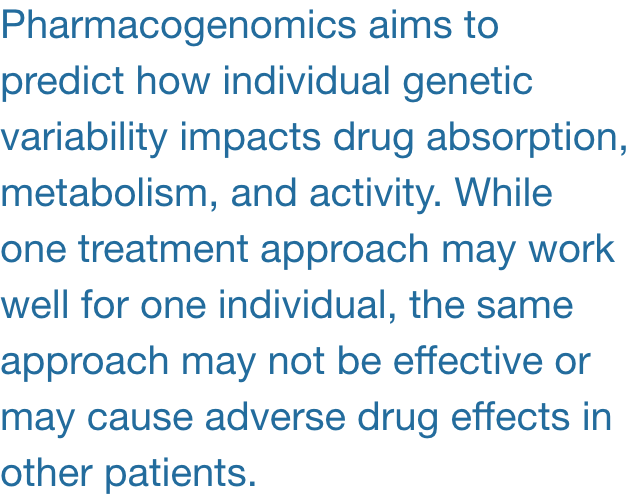 Pharmacogenomics aims to
predict how individual genetic
variability impacts drug absorption,
metabolism, and activity. While
one treatment approach may work
well for one individual, the same
approach may not be effective or
may cause adverse drug effects in
other patients.